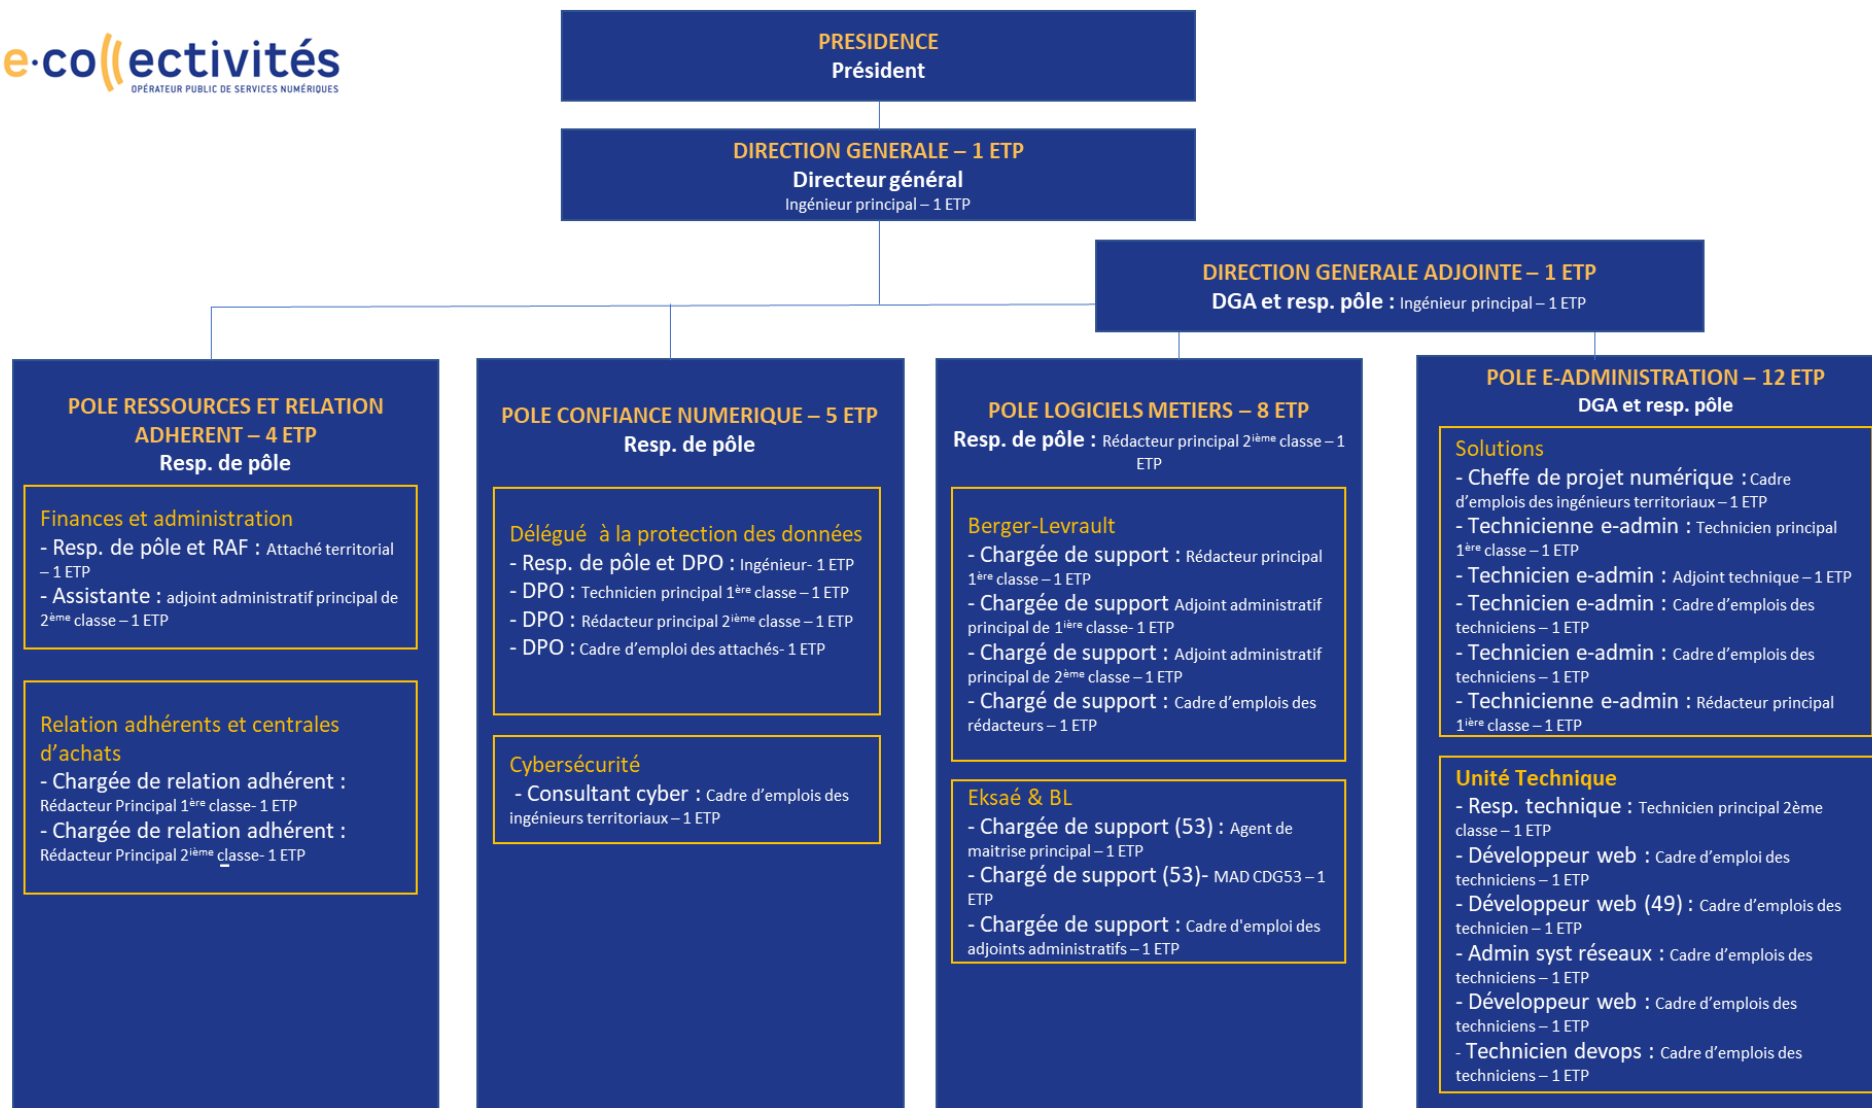 e·collectivités
OPÉRATEUR PUBLIC DE SERVICES NUMÉRIQUES
PRESIDENCE
Président
DIRECTION GENERALE – 1 ETP
Directeur général
Ingénieur principal – 1 ETP
DIRECTION GENERALE ADJOINTE – 1 ETP
DGA et resp. pôle : Ingénieur principal – 1 ETP
POLE RESSOURCES ET RELATION
ADHERENT – 4 ETP
Resp. de pôle
Finances et administration
- Resp. de pôle et RAF : Attaché territorial
– 1 ETP
- Assistante : adjoint administratif principal de
2ème classe – 1 ETP
Relation adhérents et centrales
d’achats
- Chargée de relation adhérent :
Rédacteur Principal 1ère classe- 1 ETP
- Chargée de relation adhérent :
Rédacteur Principal 2ième classe- 1 ETP
POLE CONFIANCE NUMERIQUE – 5 ETP
Resp. de pôle
Délégué à la protection des données
- Resp. de pôle et DPO : Ingénieur- 1 ETP
- DPO : Technicien principal 1ère classe – 1 ETP
- DPO : Rédacteur principal 2ième classe – 1 ETP
- DPO : Cadre d’emploi des attachés- 1 ETP
Cybersécurité
- Consultant cyber : Cadre d’emplois des
ingénieurs territoriaux – 1 ETP
POLE LOGICIELS METIERS – 8 ETP
Resp. de pôle : Rédacteur principal 2ième classe – 1
ETP
Berger-Levrault
- Chargée de support : Rédacteur principal
1ère classe – 1 ETP
- Chargée de support Adjoint administratif
principal de 1ière classe- 1 ETP
- Chargé de support : Adjoint administratif
principal de 2ème classe – 1 ETP
- Chargé de support : Cadre d’emplois des
rédacteurs – 1 ETP
Eksaé & BL
- Chargée de support (53) : Agent de
maitrise principal – 1 ETP
- Chargé de support (53)- MAD CDG53 – 1
ETP
- Chargée de support : Cadre d'emploi des
adjoints administratifs – 1 ETP
POLE E-ADMINISTRATION – 12 ETP
DGA et resp. pôle
Solutions
- Cheffe de projet numérique : Cadre
d’emplois des ingénieurs territoriaux – 1 ETP
- Technicienne e-admin : Technicien principal
1ère classe – 1 ETP
- Technicien e-admin : Adjoint technique – 1 ETP
- Technicien e-admin : Cadre d’emplois des
techniciens – 1 ETP
- Technicien e-admin : Cadre d’emplois des
techniciens – 1 ETP
- Technicienne e-admin : Rédacteur principal
1ière classe – 1 ETP
Unité Technique
- Resp. technique : Technicien principal 2ème
classe – 1 ETP
- Développeur web : Cadre d’emploi des
techniciens – 1 ETP
- Développeur web (49) : Cadre d’emplois des
technicien – 1 ETP
- Admin syst réseaux : Cadre d’emplois des
techniciens – 1 ETP
- Développeur web : Cadre d’emplois des
techniciens – 1 ETP
- Technicien devops : Cadre d’emplois des
techniciens – 1 ETP